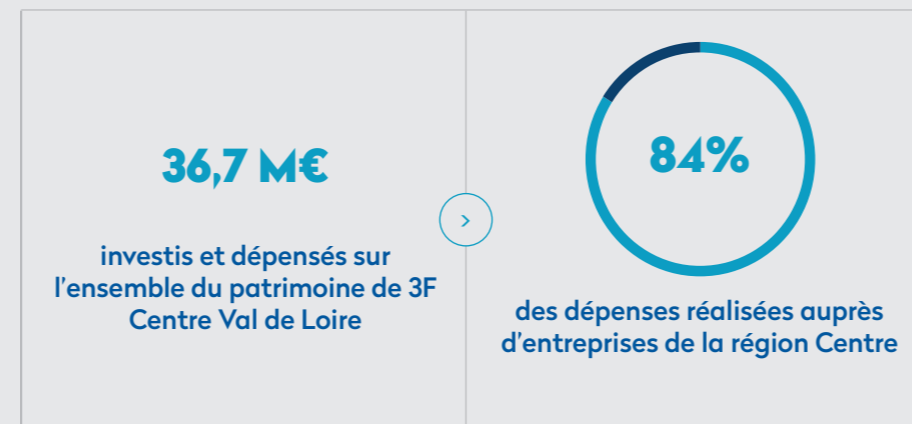 36,7 M€
investis et dépensés sur
l’ensemble du patrimoine de 3F
Centre Val de Loire
84%
des dépenses réalisées auprès
d’entreprises de la région Centre